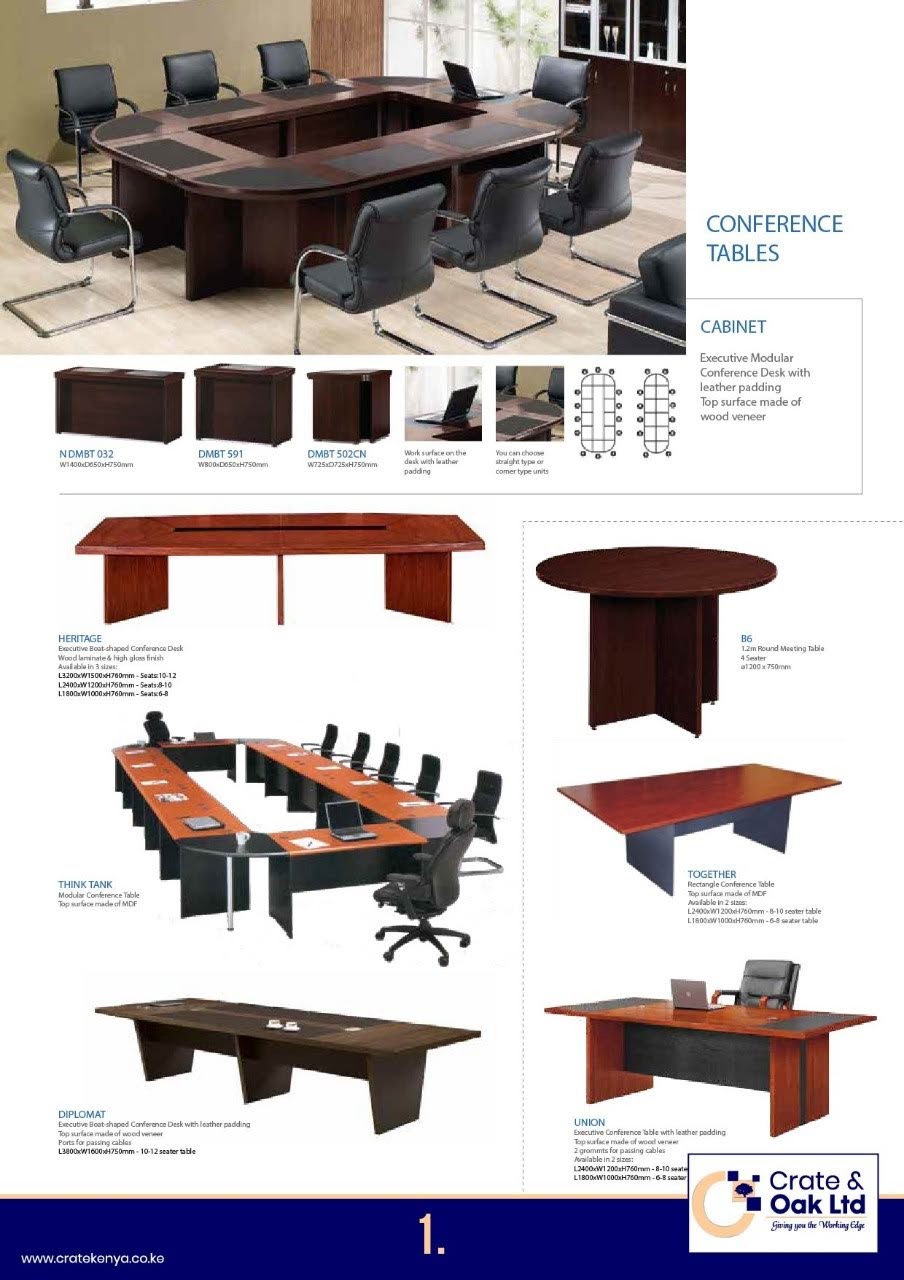 CONFERENCE
TABLES
CABINET
Executive Modular
Conference Desk with
leather padding
Top surface made of
wood veneer
NDMBT 032
W1400xD650xH750mm
DMBT 591
W800xD650xH750mm
DMBT 502CN
W725xD725xH750mm
Work surface on the
desk with leather
padding
You can choose
straight type or
corner type units
HERITAGE
Executive Boat-shaped Conference Desk
Wood laminate & high gloss finish
Available in 3 sizes:
L3200xW1500xH760mm - Seats:10-12
L2400xW1200xH760mm - Seats:8-10
L1800xW1000xH760mm - Seats:6-8
B6
1.2m Round Meeting Table
4 Seater
ø1200 x 750mm
THINK TANK
Modular Conference Table
Top surface made of MDF
TOGETHER
Rectangle Conference Table
Top surface made of MDF
Available in 2 sizes:
L2400xW1200xH760mm - 8-10 seater table
L1800xW1000xH760mm - 6-8 seater table
DIPLOMAT
Executive Boat-shaped Conference Desk with leather padding
Top surface made of wood veneer
Ports for passing cables
L3800xW1600xH750mm - 10-12 seater table
UNION
Executive Conference Table with leather padding
Top surface made of wood veneer
2 grommts for passing cables
Available in 2 sizes:
L2400xW1200xH760mm - 8-10 seate
L1800xW1000xH760mm - 6-8 seater
Crate &
Oak Ltd
Giving you the Working Edge
1.
www.cratekenya.co.ke